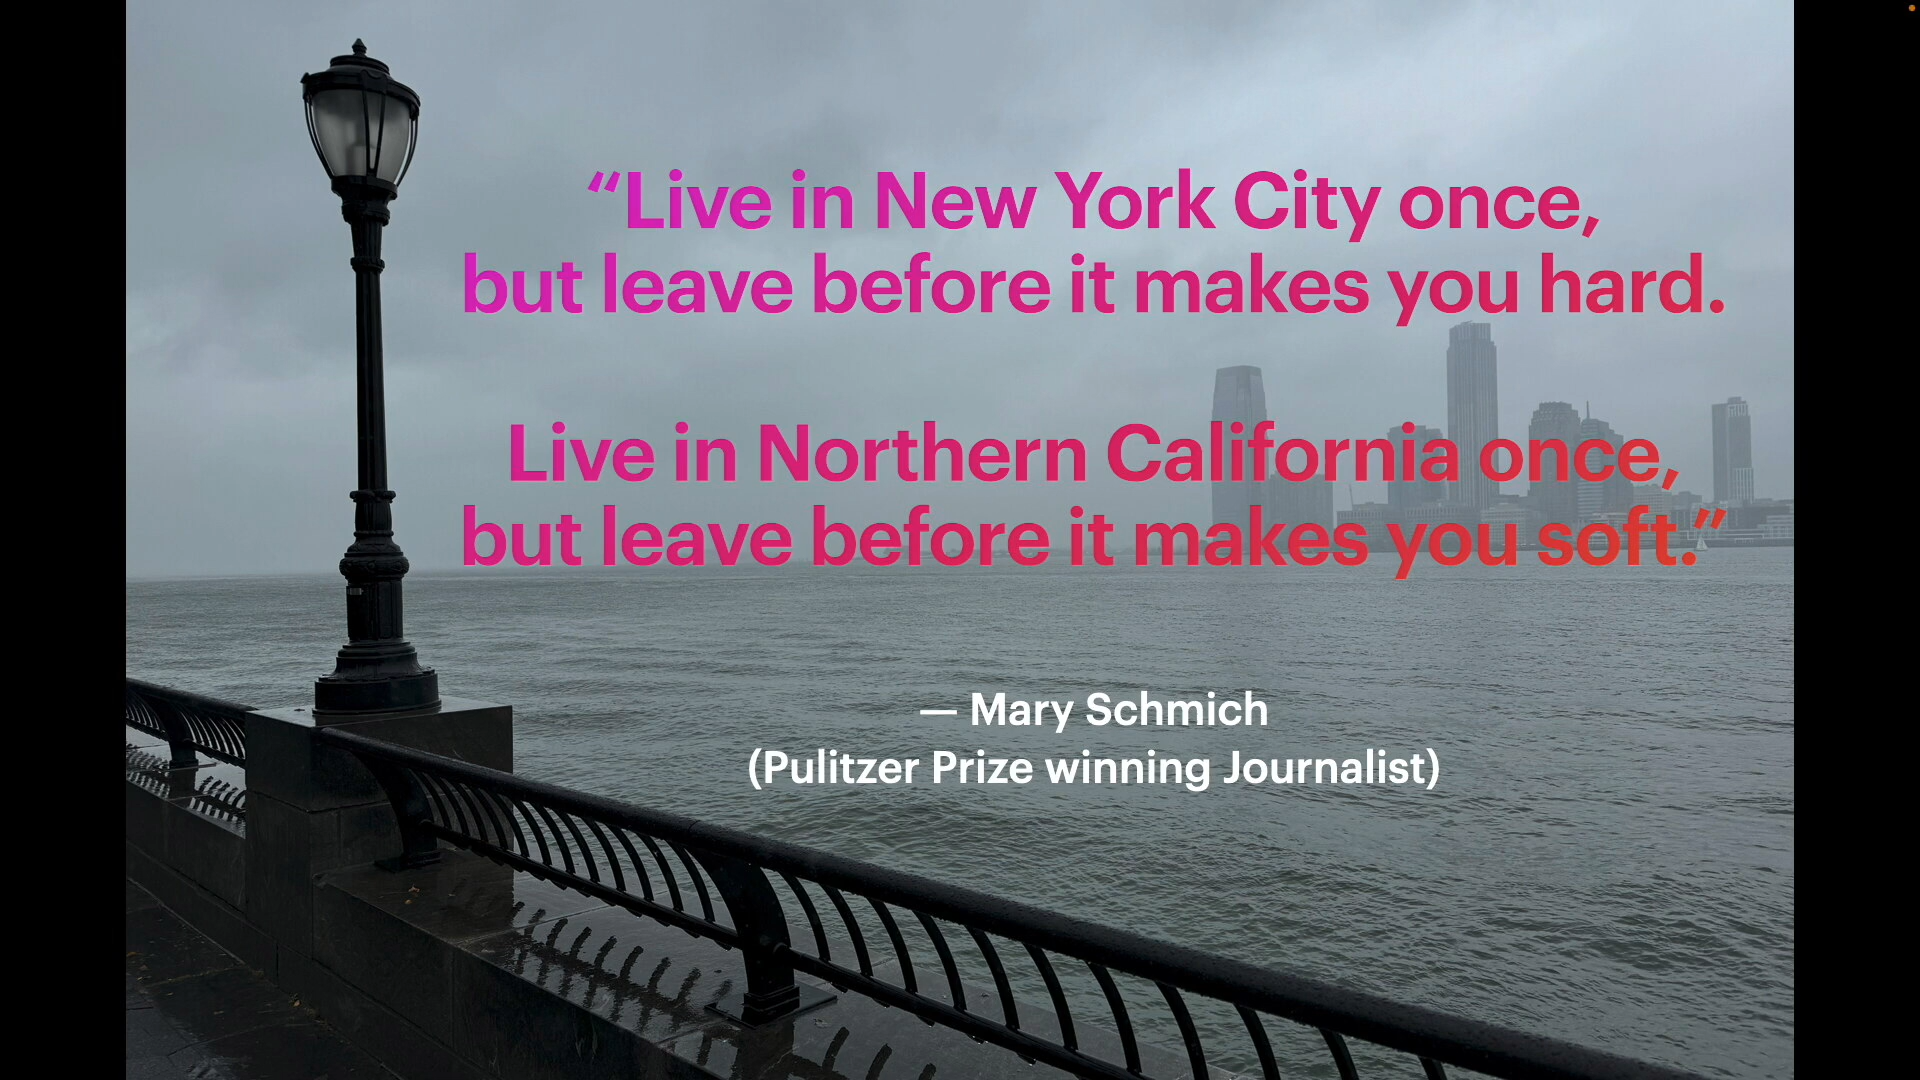 “Live in New York City once,
but leave before it makes you hard.
Live in Northern California once,
but leave before it makes you soft.”
— Mary Schmich
(Pulitzer Prize winning Journalist)